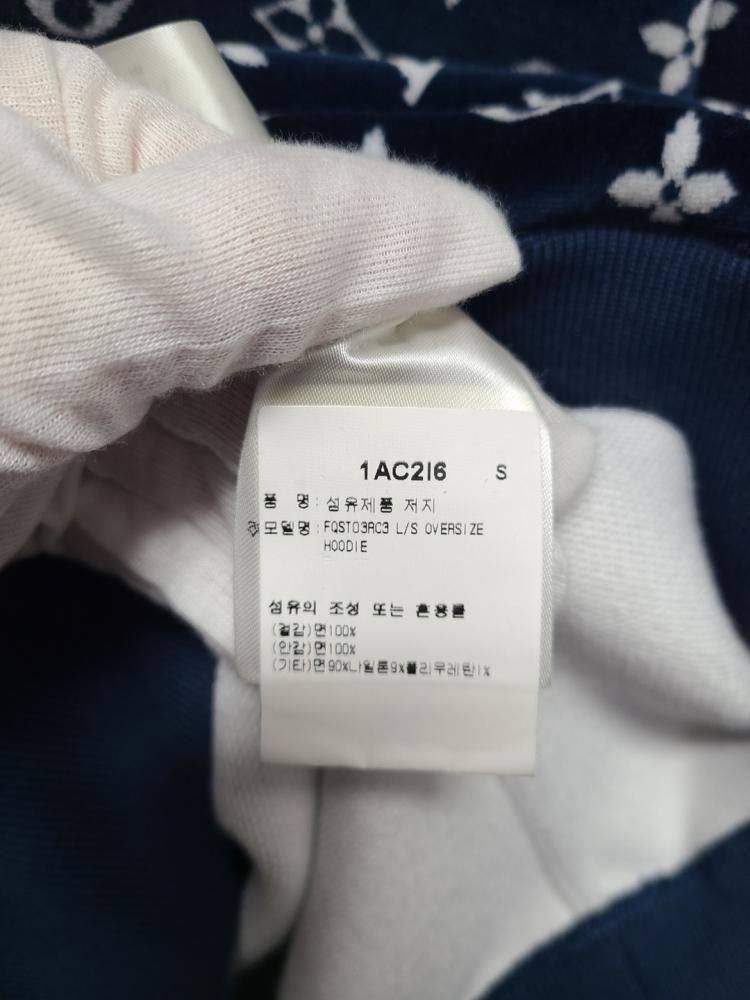 1AC2I6 S
품 명 : 섬유제품 저지
모델명 : FQST03RC3 L/S OVERSIZE
HOODIE
섬유의 조성 또는 혼용률
(겉감)면100%
(안감)면100%
(기타)면90%나일론9%폴리우레탄1%